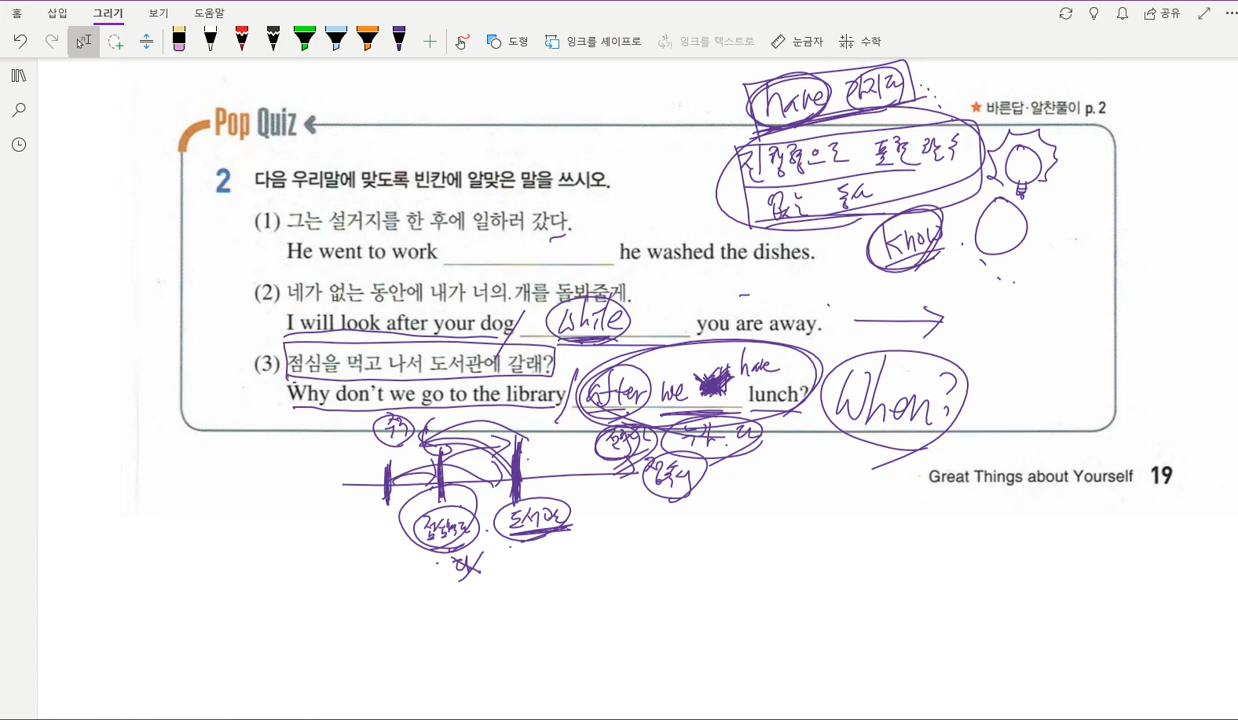 홈 삽입 그리기 보기 도움말
공유
도형 잉크를 셰이프로 잉크를 텍스트로 눈금자 수학
have 가지다
Pop Quiz
★ 바른답·알찬풀이 p. 2
진행형으로 표현할 수
없는 동사
2 다음 우리말에 맞도록 빈칸에 알맞은 말을 쓰시오.
(1) 그는 설거지를 한 후에 일하러 갔다.
know
He went to work he washed the dishes.
(2) 네가 없는 동안에 내가 너의 개를 돌봐줄게.
I will look after your dog while you are away.
(3) 점심을 먹고 나서 도서관에 갈래?
Why don't we go to the library after we have lunch?
When?
Great Things about Yourself 19
도서관